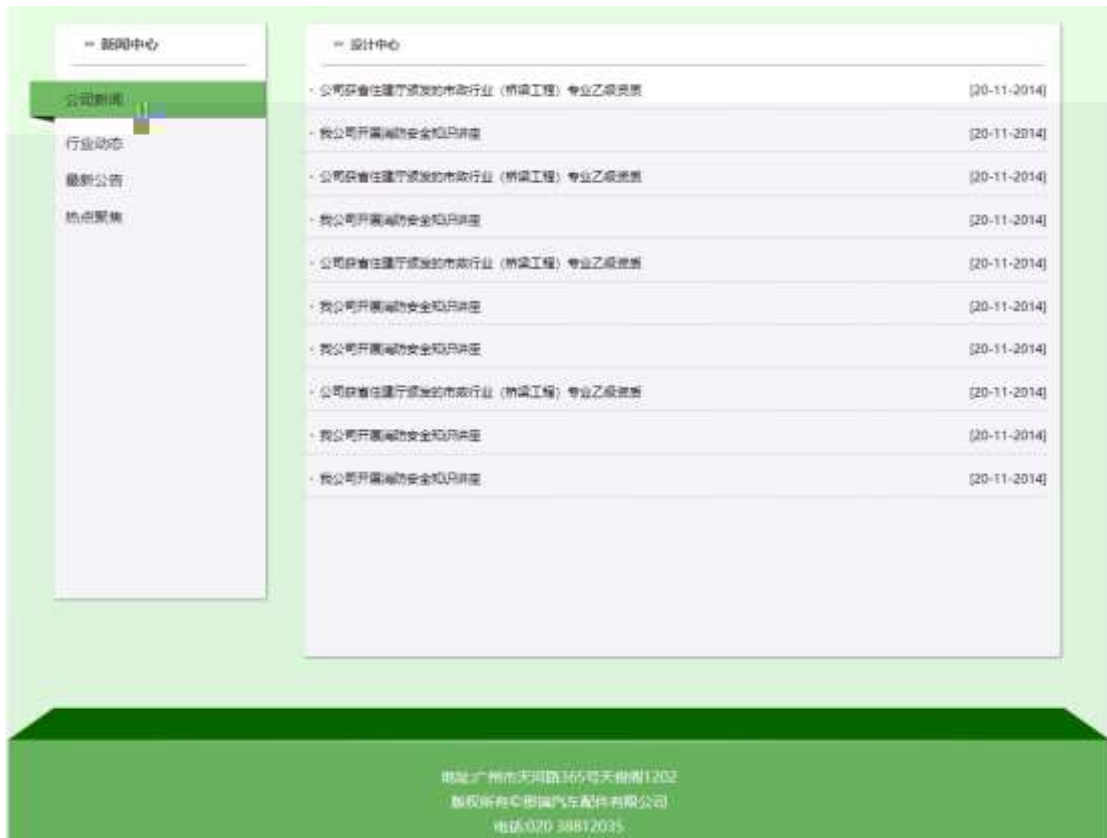 新闻中心
公司新闻
行业动态
最新公告
热点聚焦
设计中心
· 公司获省住建厅颁发的市政行业（桥梁工程）专业乙级资质 [20-11-2014]
· 我公司开展消防安全知识讲座 [20-11-2014]
· 公司获省住建厅颁发的市政行业（桥梁工程）专业乙级资质 [20-11-2014]
· 我公司开展消防安全知识讲座 [20-11-2014]
· 公司获省住建厅颁发的市政行业（桥梁工程）专业乙级资质 [20-11-2014]
· 我公司开展消防安全知识讲座 [20-11-2014]
· 我公司开展消防安全知识讲座 [20-11-2014]
· 公司获省住建厅颁发的市政行业（桥梁工程）专业乙级资质 [20-11-2014]
· 我公司开展消防安全知识讲座 [20-11-2014]
· 我公司开展消防安全知识讲座 [20-11-2014]
地址:广州市天河路365号天俊阁1202
版权所有©思瑞汽车配件有限公司
电话:020 38812035